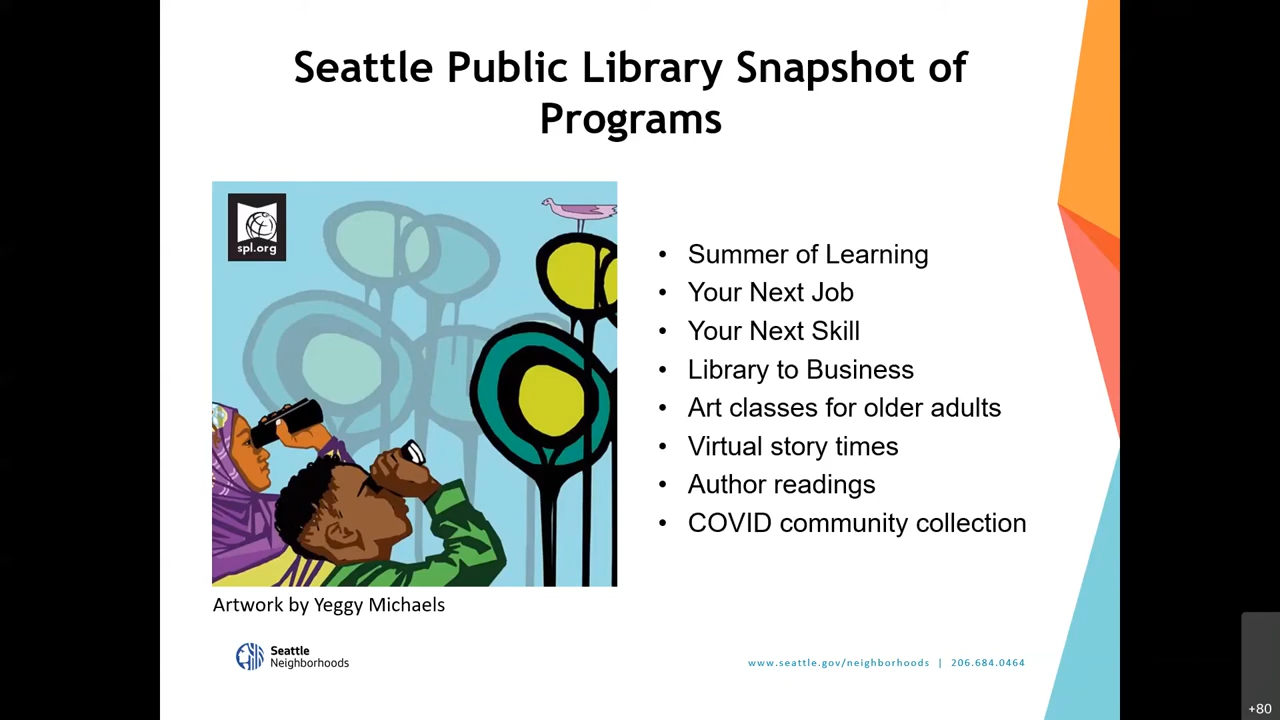 Seattle Public Library Snapshot of
Programs
spl.org
• Summer of Learning
• Your Next Job
• Your Next Skill
• Library to Business
• Art classes for older adults
• Virtual story times
• Author readings
• COVID community collection
Artwork by Yeggy Michaels
Seattle
Neighborhoods
www.seattle.gov/neighborhoods | 206.684.0464
+80